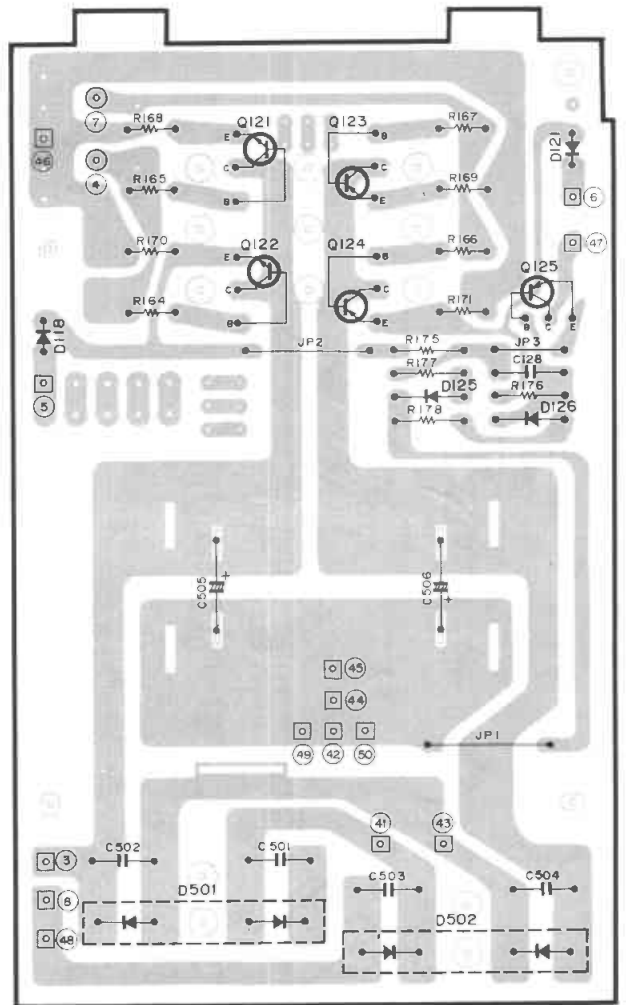 Q121 Q123
R168 R167
7 E B
D121
46 C C
4 R165 R169
6
B E
Q122 Q124
R170 R166 47
E B
Q125
C C
R164 R171
B E
B C E
D118 JP2 R175 JP3
R177 C128
5 D125 R176
R178 D126
C505 + C506 +
45
44
49 42 50
JP1
41 43
3 C502 C501
C503 C504
D501
8
D502
48